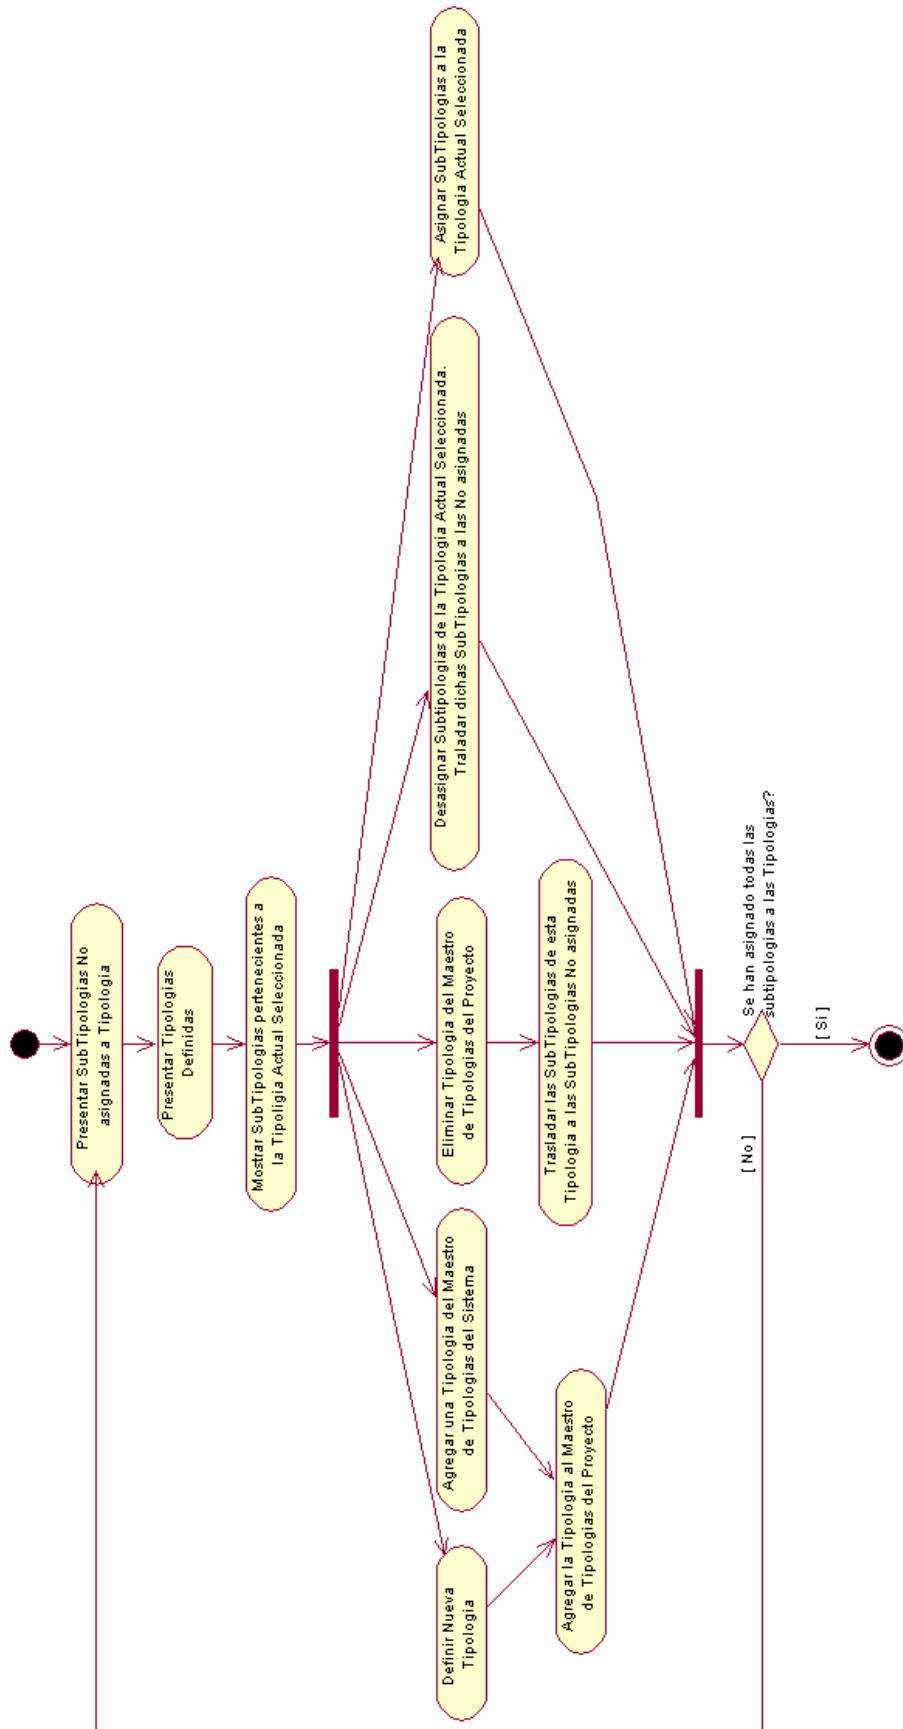 Presentar SubTipologias No
asignadas a Tipologia
Presentar Tipologias
Definidas
Mostrar SubTipologias pertenecientes a
la Tipoligia Actual Seleccionada
Definir Nueva
Tipologia
Agregar una Tipologia del Maestro
de Tipologias del Sistema
Eliminar Tipologia del Maestro
de Tipologias del Proyecto
Desasignar Subtipologias de la Tipologia Actual Seleccionada.
Traladar dichas SubTipologias a las No asignadas
Asignar SubTipologias a la
Tipologia Actual Seleccionada
Agregar la Tipologia al Maestro
de Tipologias del Proyecto
Trasladar las SubTipologias de esta
Tipologia a las SubTipologias No asignadas
Se han asignado todas las
subtipologias a las Tipologias?
[ No ]
[ Si ]